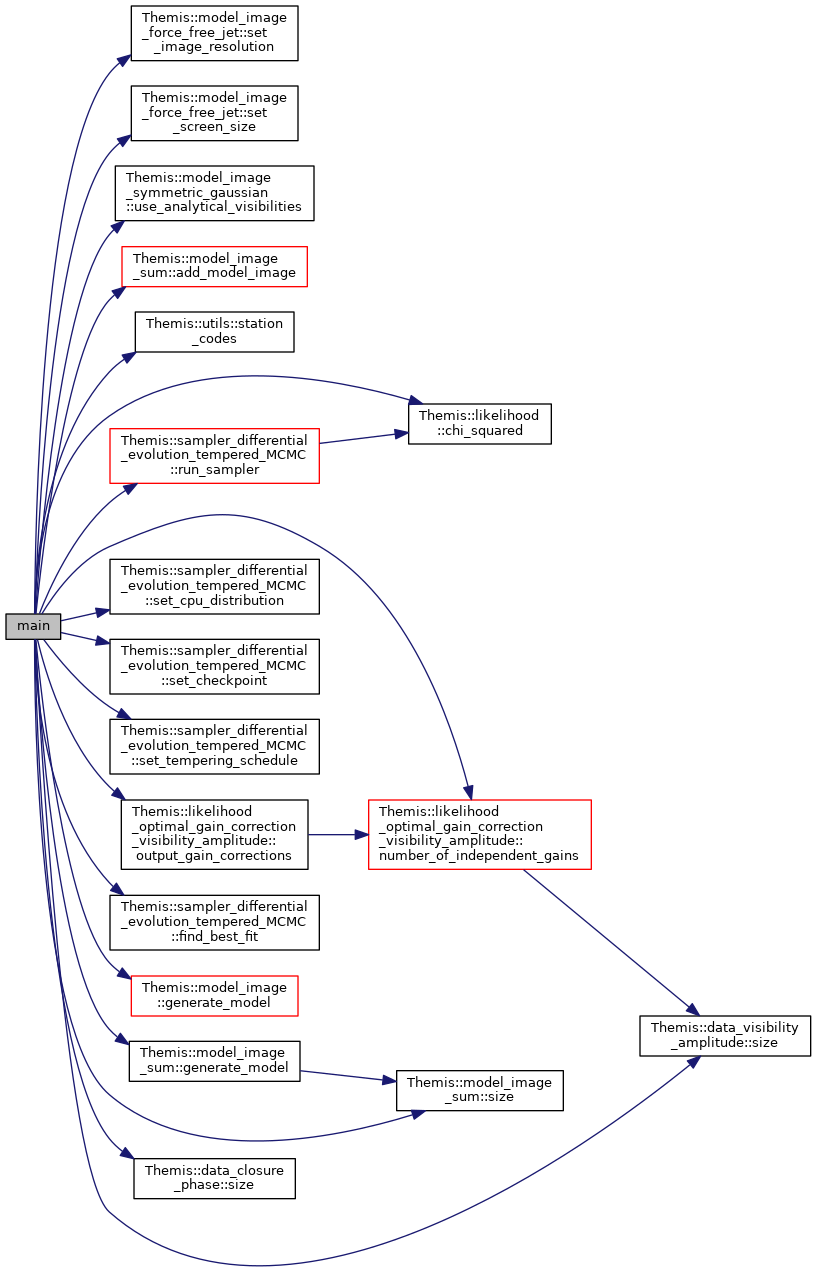 Themis::model_image
_force_free_jet::set
_image_resolution
Themis::model_image
_force_free_jet::set
_screen_size
Themis::model_image
_symmetric_gaussian
::use_analytical_visibilities
Themis::model_image
_sum::add_model_image
Themis::utils::station
_codes
Themis::likelihood
::chi_squared
Themis::sampler_differential
_evolution_tempered_MCMC
::run_sampler
Themis::sampler_differential
_evolution_tempered_MCMC
::set_cpu_distribution
main
Themis::sampler_differential
_evolution_tempered_MCMC
::set_checkpoint
Themis::sampler_differential
_evolution_tempered_MCMC
::set_tempering_schedule
Themis::likelihood
_optimal_gain_correction
_visibility_amplitude::
output_gain_corrections
Themis::likelihood
_optimal_gain_correction
_visibility_amplitude::
number_of_independent_gains
Themis::sampler_differential
_evolution_tempered_MCMC
::find_best_fit
Themis::model_image
::generate_model
Themis::data_visibility
_amplitude::size
Themis::model_image
_sum::generate_model
Themis::model_image
_sum::size
Themis::data_closure
_phase::size